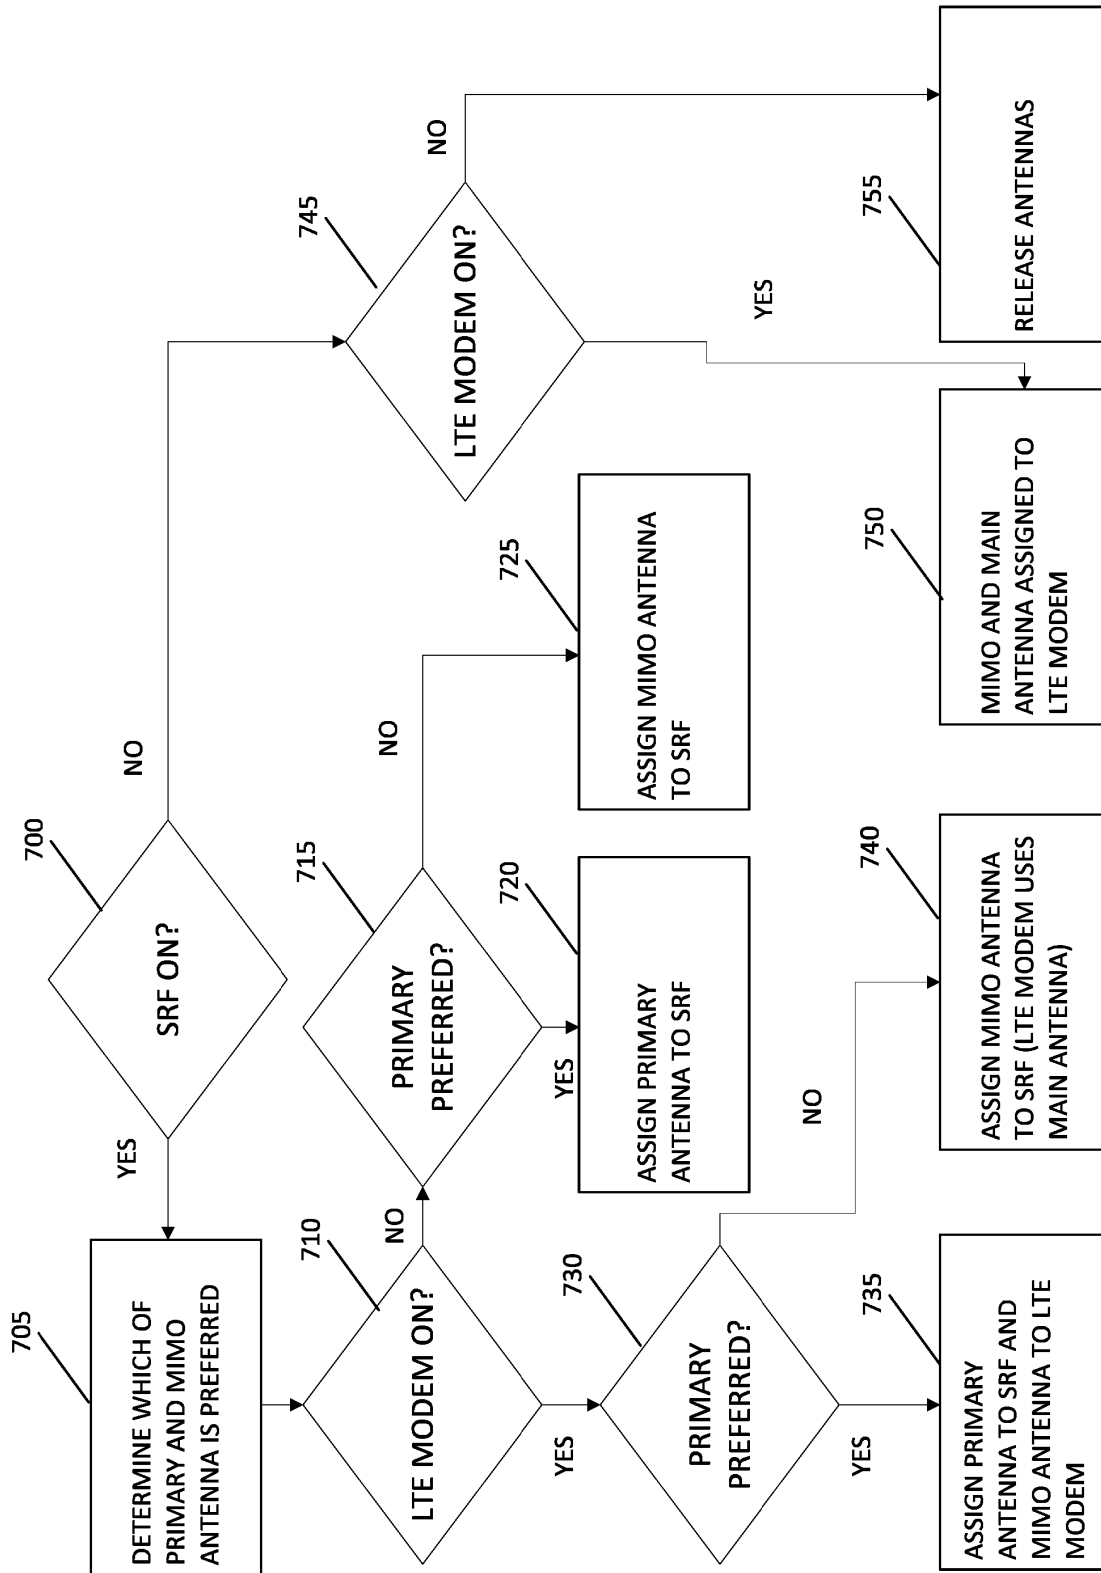 700
SRF ON?
YES
NO
705
DETERMINE WHICH OF
PRIMARY AND MIMO
ANTENNA IS PREFERRED
710
LTE MODEM ON?
NO
YES
715
PRIMARY
PREFERRED?
NO
YES
720
ASSIGN PRIMARY
ANTENNA TO SRF
725
ASSIGN MIMO ANTENNA
TO SRF
730
PRIMARY
PREFERRED?
NO
YES
735
ASSIGN PRIMARY
ANTENNA TO SRF AND
MIMO ANTENNA TO LTE
MODEM
740
ASSIGN MIMO ANTENNA
TO SRF (LTE MODEM USES
MAIN ANTENNA)
745
LTE MODEM ON?
NO
YES
750
MIMO AND MAIN
ANTENNA ASSIGNED TO
LTE MODEM
755
RELEASE ANTENNAS